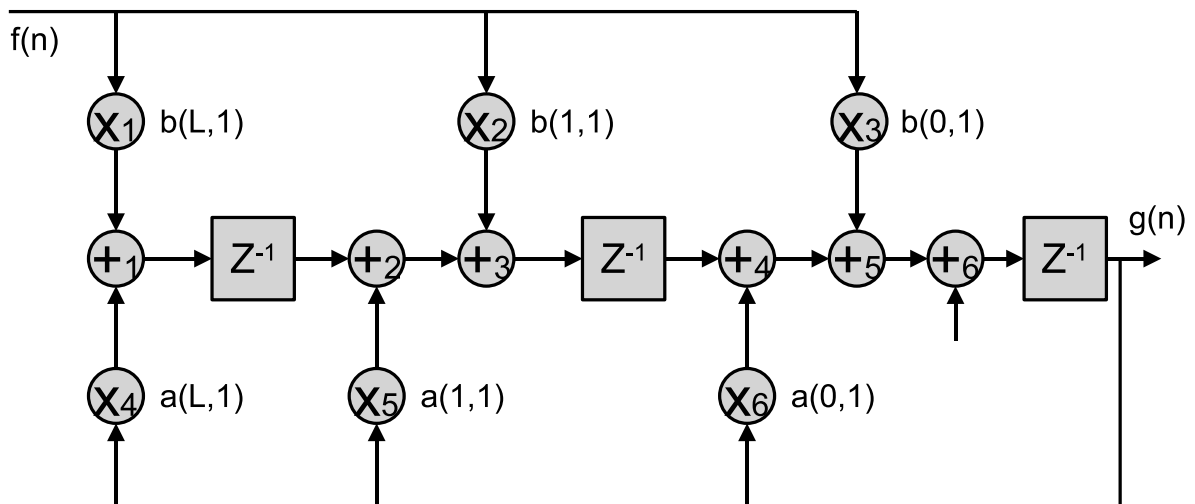 f(n)
X1 b(L,1) X2 b(1,1) X3 b(0,1)
g(n)
+1 Z-1 +2 +3 Z-1 +4 +5 +6 Z-1
X4 a(L,1) X5 a(1,1) X6 a(0,1)